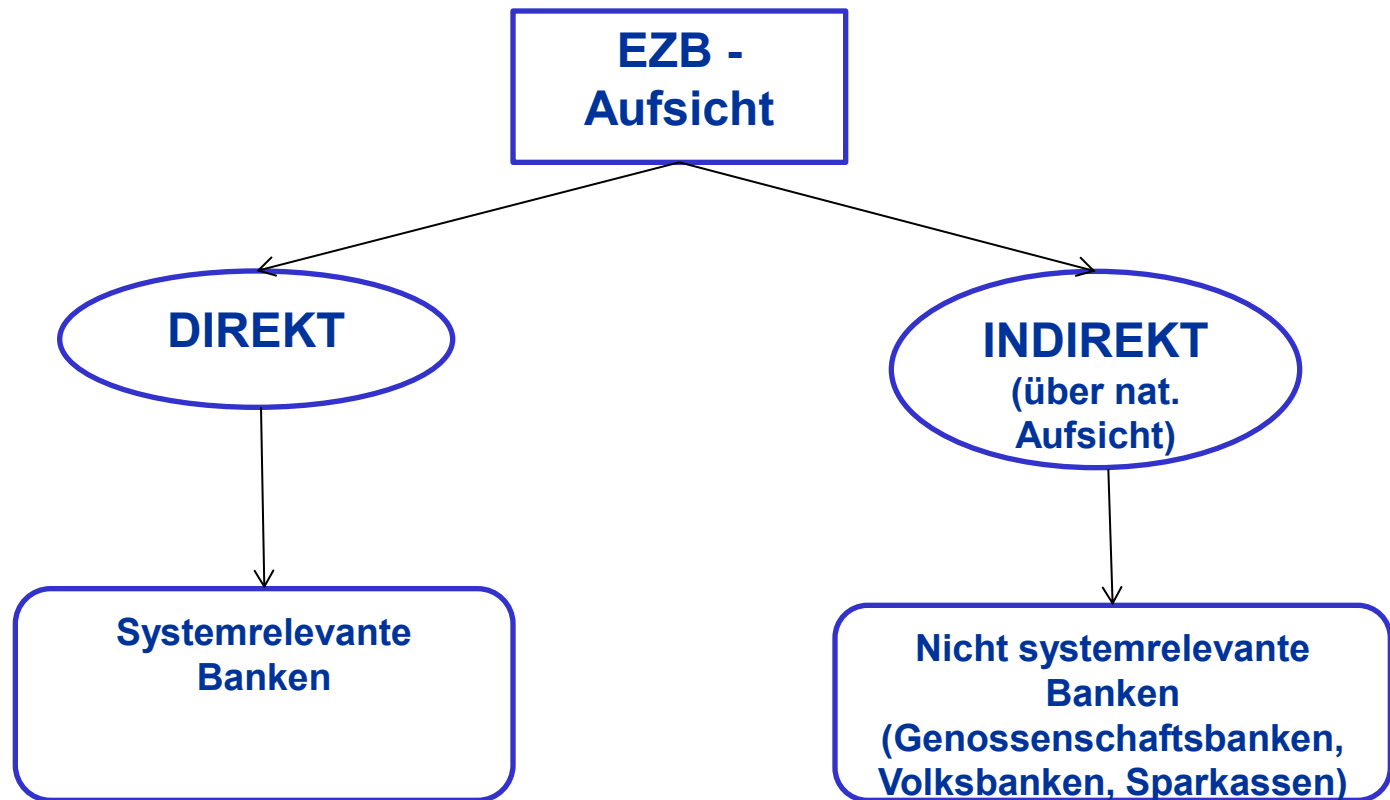 EZB -
Aufsicht
DIREKT
INDIREKT
(über nat.
Aufsicht)
Systemrelevante
Banken
Nicht systemrelevante
Banken
(Genossenschaftsbanken,
Volksbanken, Sparkassen)